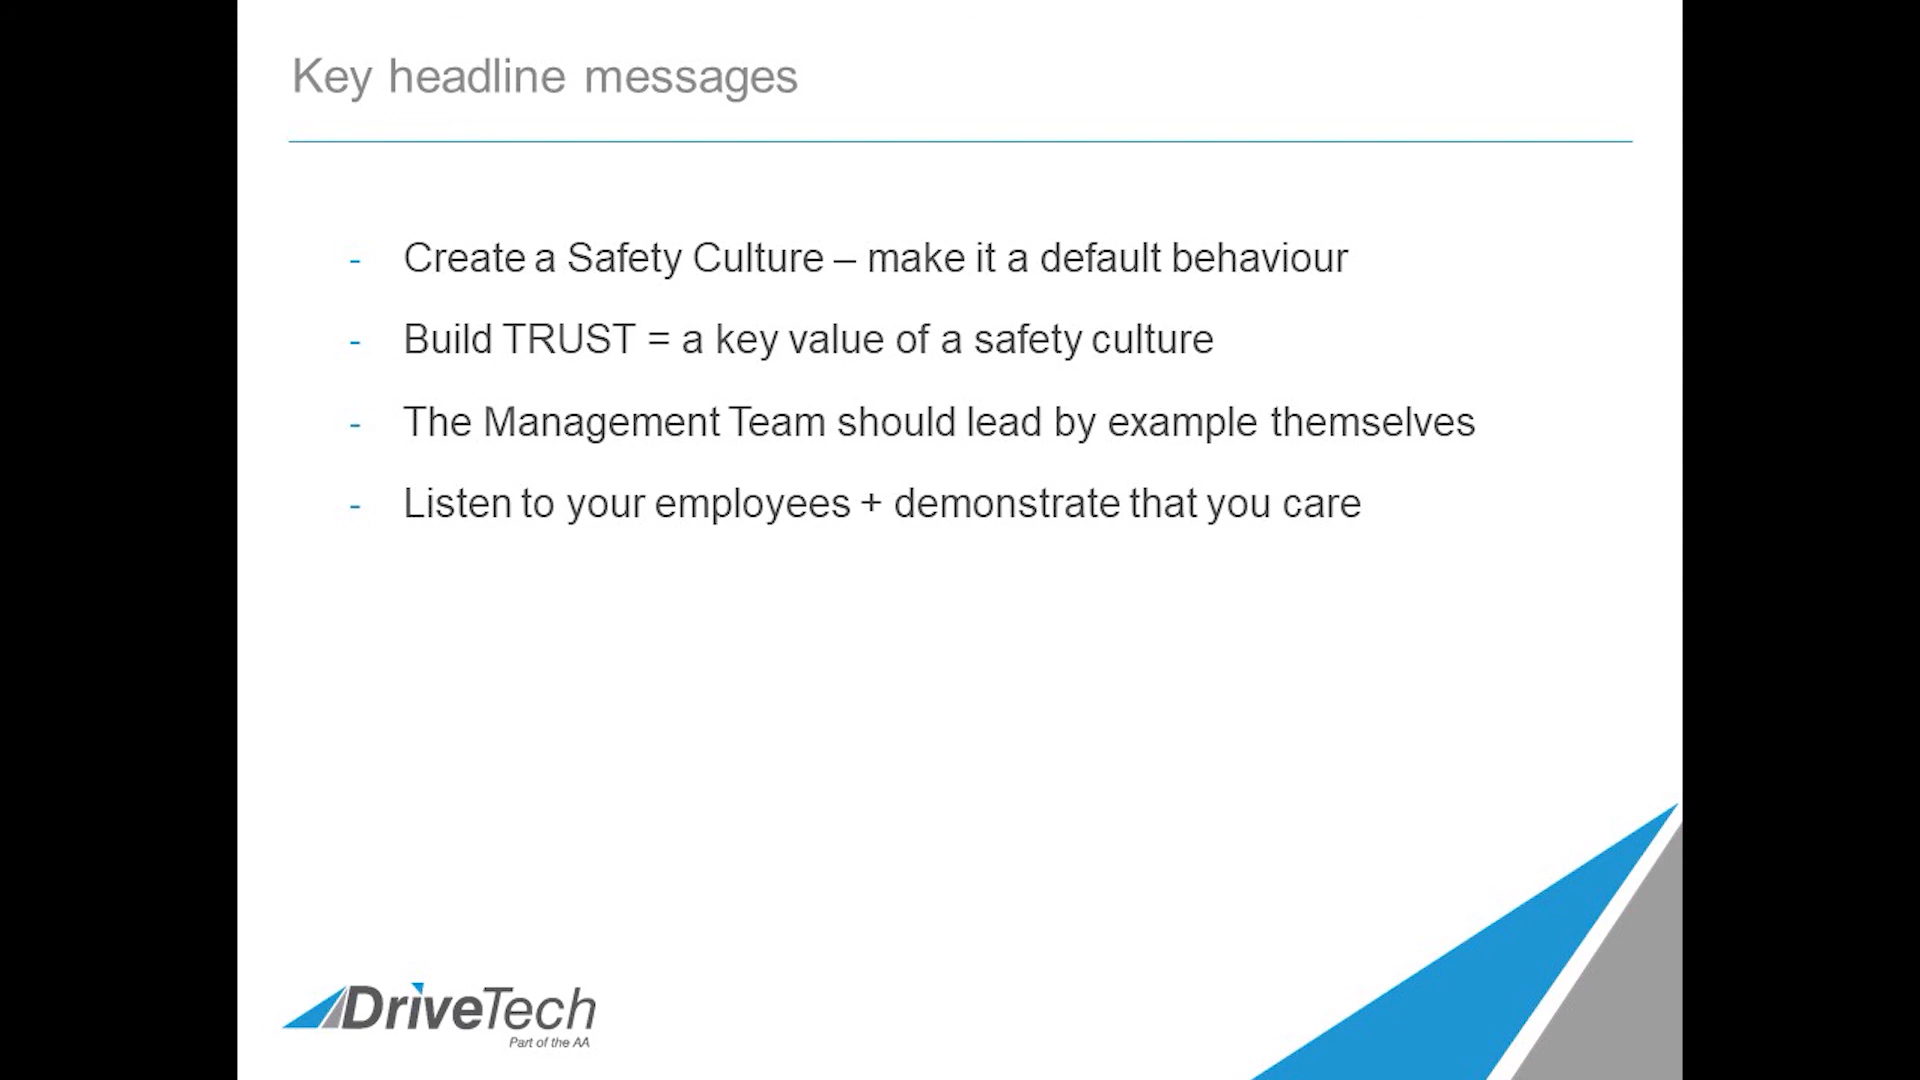 Key headline messages
- Create a Safety Culture – make it a default behaviour
- Build TRUST = a key value of a safety culture
- The Management Team should lead by example themselves
- Listen to your employees + demonstrate that you care
DriveTech
Part of the AA